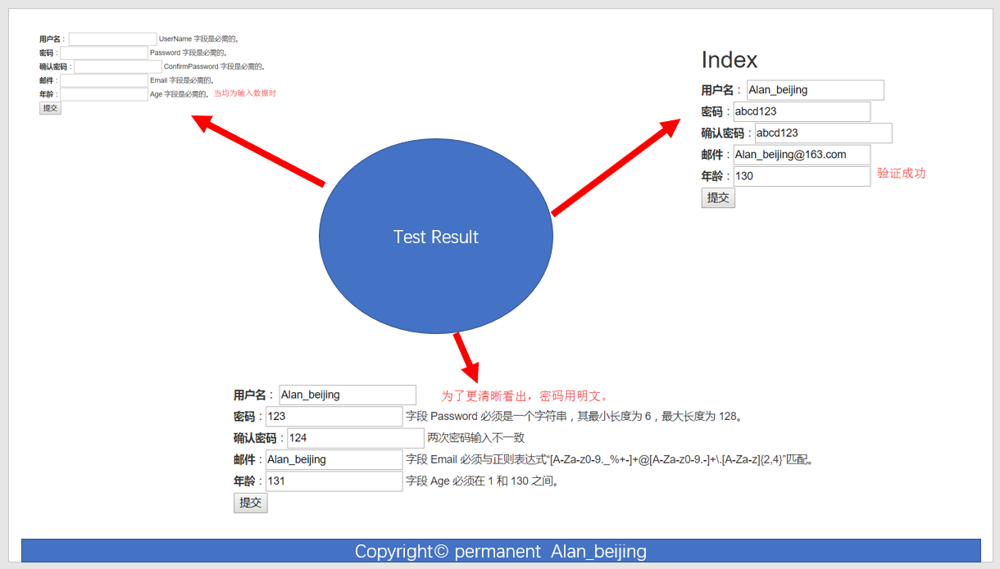 用户名： UserName 字段是必需的。
密码： Password 字段是必需的。
确认密码： ConfirmPassword 字段是必需的。
邮件： Email 字段是必需的。
年龄： Age 字段是必需的。 当均为输入数据时
提交
Index
用户名： Alan_beijing
密码：abcd123
确认密码：abcd123
邮件：Alan_beijing@163.com
年龄：130 验证成功
提交
Test Result
用户名： Alan_beijing 为了更清晰看出，密码用明文。
密码：123 字段 Password 必须是一个字符串，其最小长度为 6，最大长度为 128。
确认密码：124 两次密码输入不一致
邮件：Alan_beijing 字段 Email 必须与正则表达式“[A-Za-z0-9._%+-]+@[A-Za-z0-9.-]+\.[A-Za-z]{2,4}”匹配。
年龄：131 字段 Age 必须在 1 和 130 之间。
提交
Copyright© permanent Alan_beijing